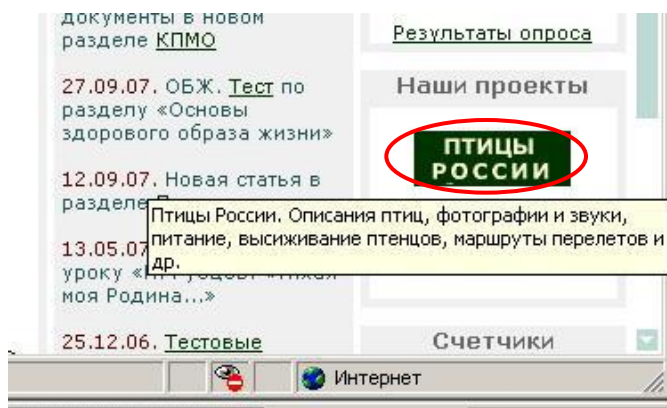 документы в новом
разделе КПМО
27.09.07. ОБЖ. Тест по
разделу «Основы
здорового образа жизни»
12.09.07. Новая статья в
разделе
13.05.07
уроку
моя Родина...»
25.12.06. Тестовые
Результаты опроса
Наши проекты
ПТИЦЫ
РОССИИ
Птицы России. Описания птиц, фотографии и звуки,
питание, высиживание птенцов, маршруты перелетов и
др.
Счетчики
Интернет